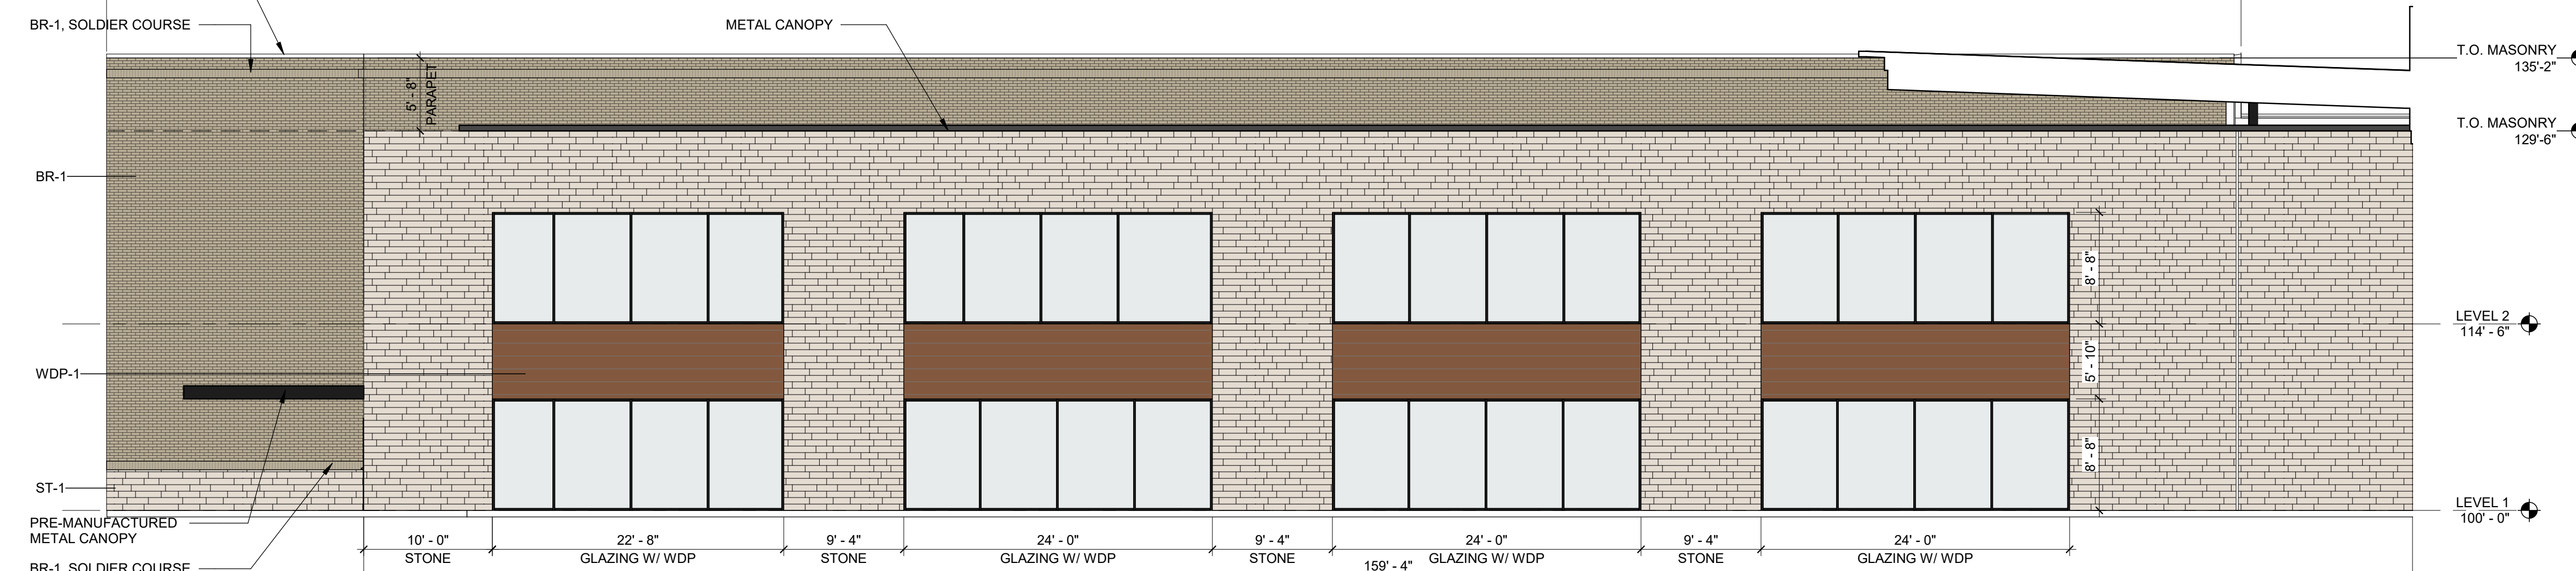 BR-1, SOLDIER COURSE
METAL CANOPY
T.O. MASONRY
135'-2"
5' - 8"
PARAPET
T.O. MASONRY
129'-6"
BR-1
8' - 8"
LEVEL 2
114' - 6"
5' - 10"
WDP-1
8' - 8"
ST-1
LEVEL 1
100' - 0"
PRE-MANUFACTURED
METAL CANOPY
10' - 0" 22' - 8" 9' - 4" 24' - 0" 9' - 4" 24' - 0" 9' - 4" 24' - 0"
STONE GLAZING W/ WDP STONE GLAZING W/ WDP STONE GLAZING W/ WDP STONE GLAZING W/ WDP
159' - 4"
BR-1, SOLDIER COURSE